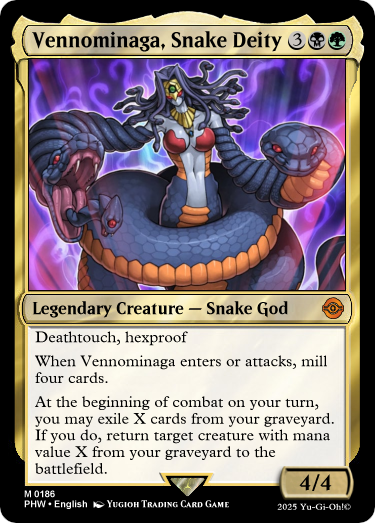 Vennominaga, Snake Deity 3
Legendary Creature — Snake God
Deathtouch, hexproof
When Vennominaga enters or attacks, mill
four cards.
At the beginning of combat on your turn,
you may exile X cards from your graveyard.
If you do, return target creature with mana
value X from your graveyard to the
battlefield.
4/4
M 0186
PHW • English YUGIOH TRADING CARD GAME
2025 Yu-Gi-Oh!©